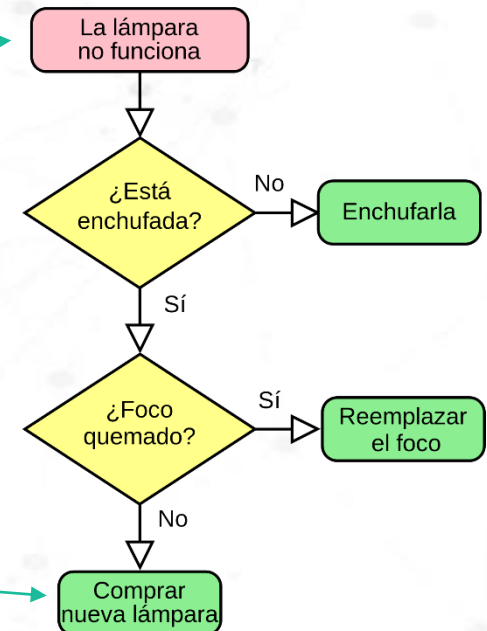 La lámpara
no funciona
¿Está
enchufada?
No
Enchufarla
Sí
¿Foco
quemado?
Sí
Reemplazar
el foco
No
Comprar
nueva lámpara